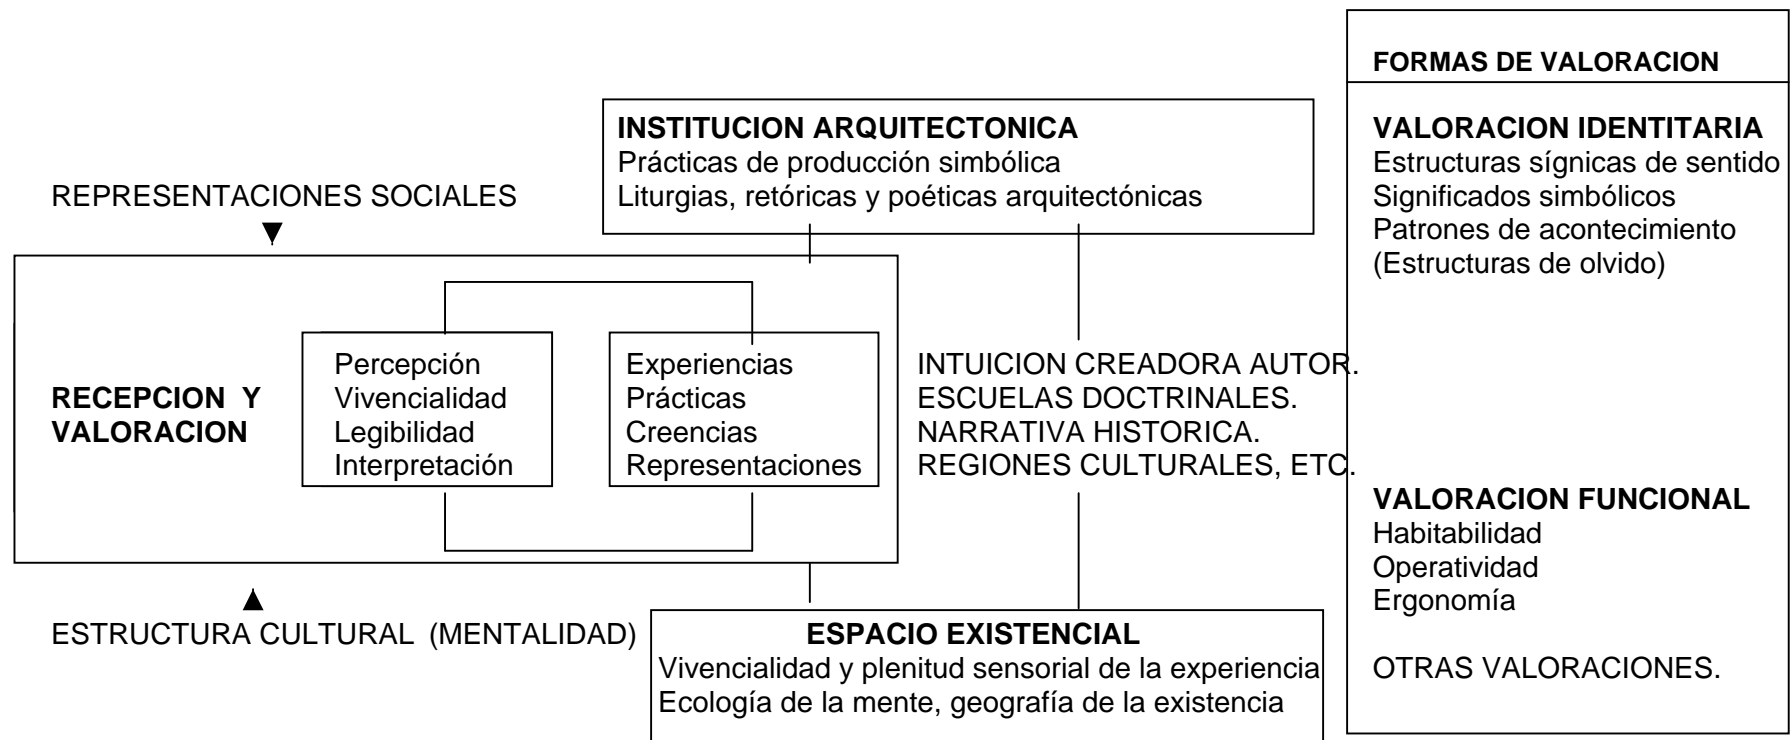 FORMAS DE VALORACION
INSTITUCION ARQUITECTONICA
Prácticas de producción simbólica
Liturgias, retóricas y poéticas arquitectónicas
REPRESENTACIONES SOCIALES
RECEPCION Y
VALORACION
Percepción
Vivencialidad
Legibilidad
Interpretación
Experiencias
Prácticas
Creencias
Representaciones
INTUICION CREADORA AUTOR.
ESCUELAS DOCTRINALES.
NARRATIVA HISTORICA.
REGIONES CULTURALES, ETC.
ESTRUCTURA CULTURAL (MENTALIDAD)
ESPACIO EXISTENCIAL
Vivencialidad y plenitud sensorial de la experiencia
Ecología de la mente, geografía de la existencia
VALORACION IDENTITARIA
Estructuras sígnicas de sentido
Significados simbólicos
Patrones de acontecimiento
(Estructuras de olvido)
VALORACION FUNCIONAL
Habitabilidad
Operatividad
Ergonomía
OTRAS VALORACIONES.